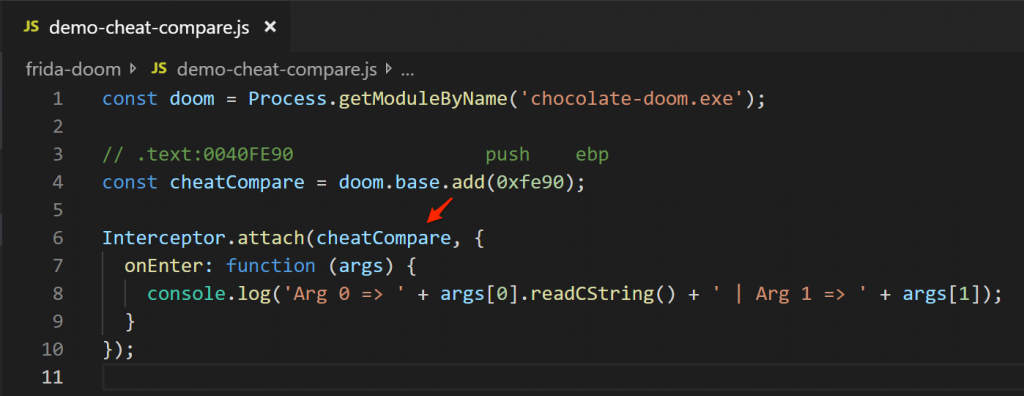 JS demo-cheat-compare.js ×
frida-doom JS demo-cheat-compare.js ...
1 const doom = Process.getModuleByName('chocolate-doom.exe');
2
3 // .text:0040FE90                 push    ebp
4 const cheatCompare = doom.base.add(0xfe90);
5
6 Interceptor.attach(cheatCompare, {
7   onEnter: function (args) {
8     console.log('Arg 0 => ' + args[0].readCString() + ' | Arg 1 => ' + args[1]);
9   }
10 });
11